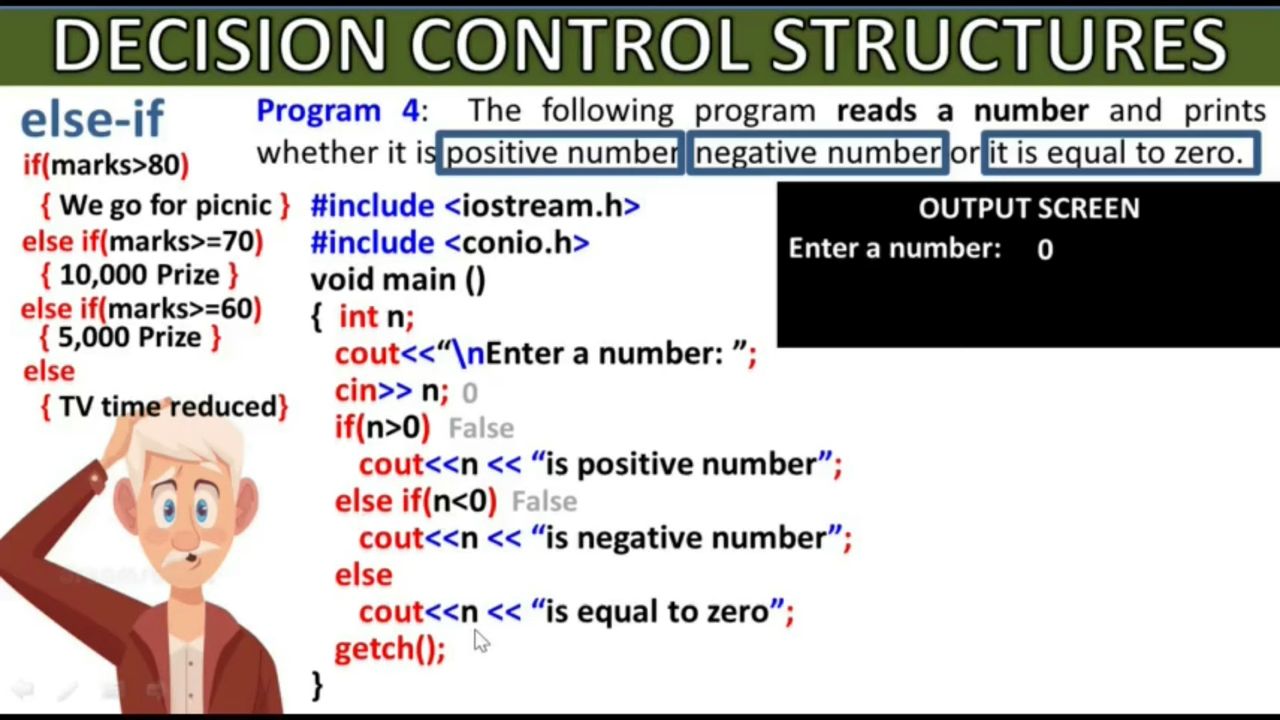 DECISION CONTROL STRUCTURES
else-if
if(marks>80)
{ We go for picnic }
else if(marks>=70)
{ 10,000 Prize }
else if(marks>=60)
{ 5,000 Prize }
else
{ TV time reduced}
Program 4: The following program reads a number and prints
whether it is positive number negative number or it is equal to zero.
#include <iostream.h>
#include <conio.h>
void main ()
{ int n;
cout<<“\nEnter a number: ”;
cin>> n; 0
if(n>0) False
cout<<n << “is positive number”;
else if(n<0) False
cout<<n << “is negative number”;
else
cout<<n << “is equal to zero”;
getch();
}
OUTPUT SCREEN
Enter a number: 0